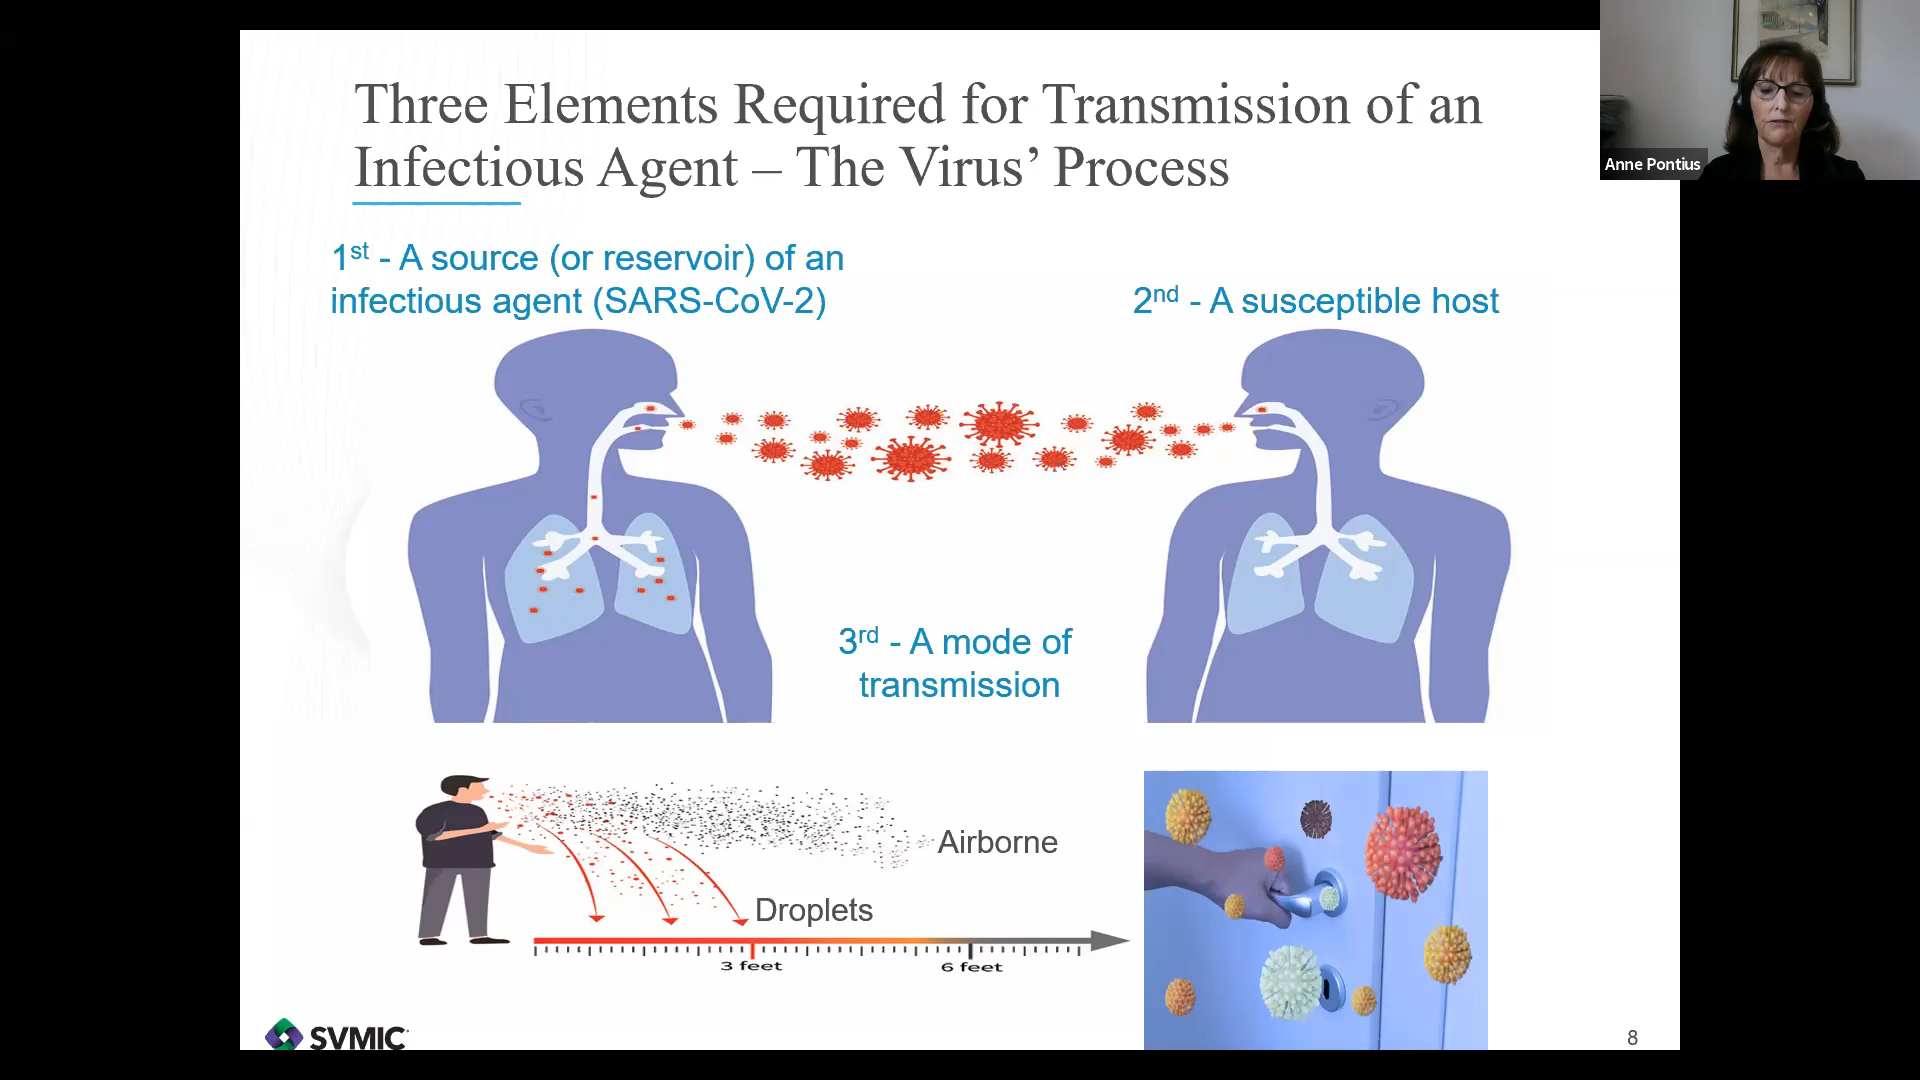 Three Elements Required for Transmission of an
Infectious Agent – The Virus’ Process
Anne Pontius
1st - A source (or reservoir) of an
infectious agent (SARS-CoV-2)
2nd - A susceptible host
3rd - A mode of
transmission
Airborne
Droplets
3 feet
6 feet
SVMIC
8